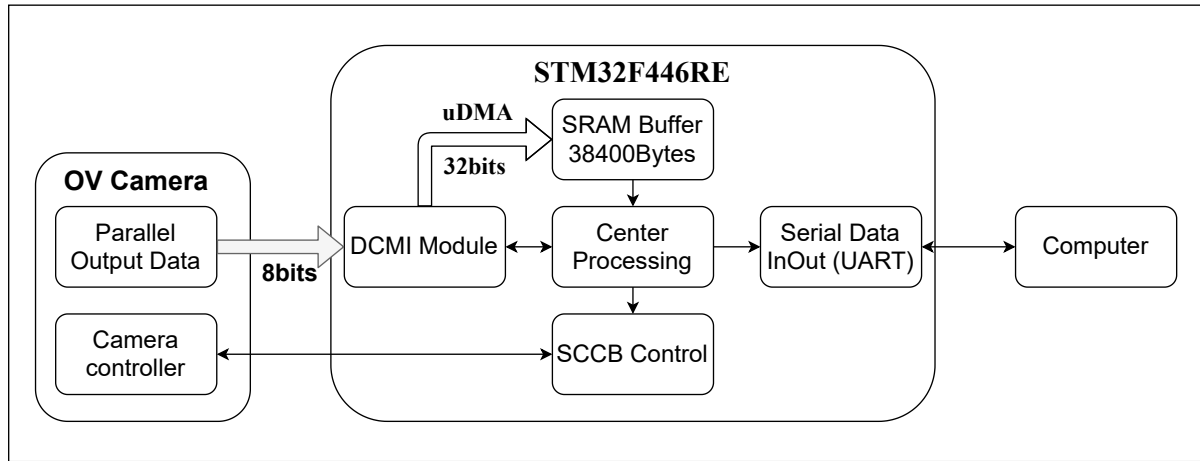 STM32F446RE
uDMA
32bits
SRAM Buffer
38400Bytes
OV Camera
Parallel
Output Data
8bits
DCMI Module
Center
Processing
Serial Data
InOut (UART)
Computer
Camera
controller
SCCB Control